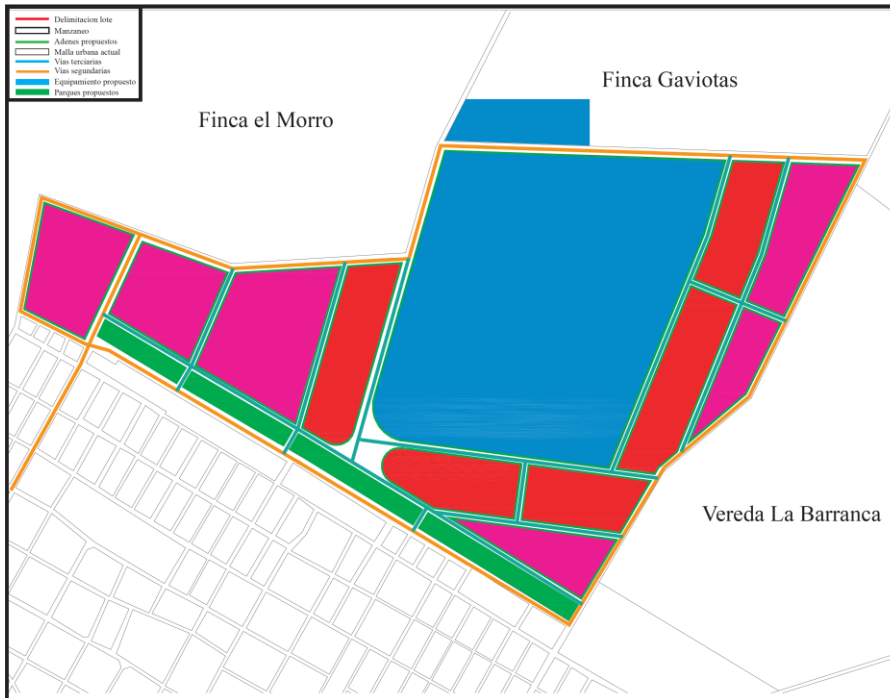 Delimitacion lote
Manzaneo
Adenes propuestos
Malla urbana actual
Vias terciarias
Vias segundarias
Equipamiento propuesto
Parques propuestos
Finca Gaviotas
Finca el Morro
Vereda La Barranca